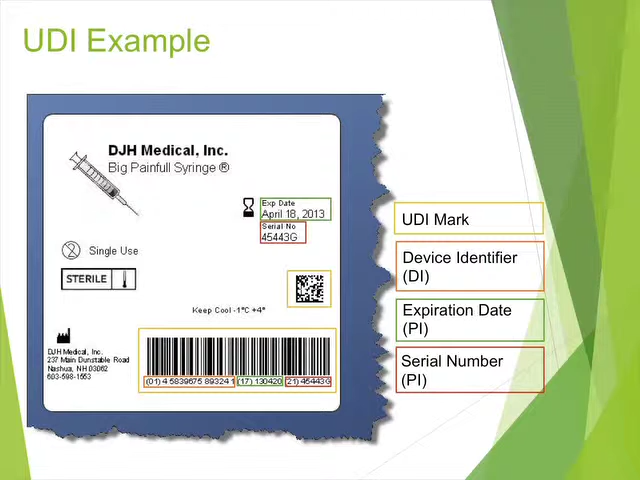 UDI Example
DJH Medical, Inc.
Big Painfull Syringe ®
Exp Date
April 18, 2013
Serial No
45443G
2
Single Use
STERILE
Keep Cool -1°C +4°
DJH Medical, Inc.
237 Main Dunstable Road
Nashua, NH 03062
603-598-1553
(01) 4 5839675 89324 1 (17) 130420 (21) 45443G
UDI Mark
Device Identifier
(DI)
Expiration Date
(PI)
Serial Number
(PI)